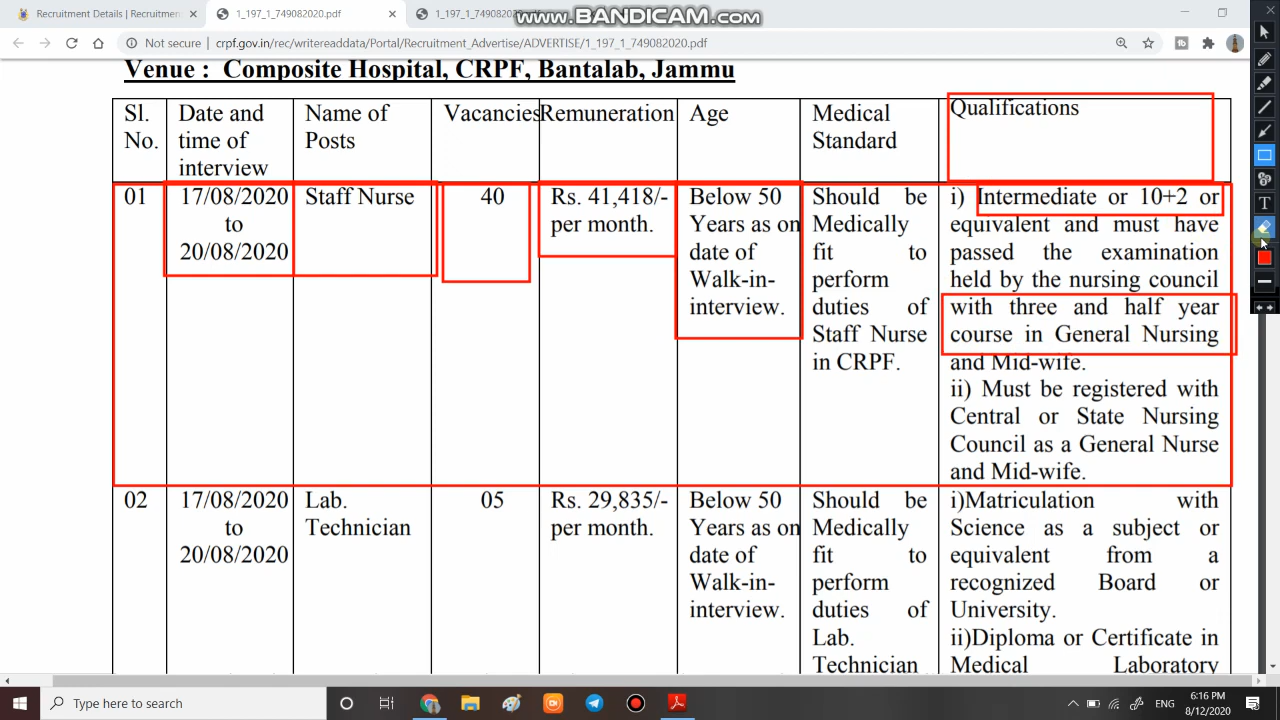 Recruitment Details | Recruitment
1_197_1_749082020.pdf
1_197_1_749082020.pdf
www.BANDICAM.com
Not secure | crpf.gov.in/rec/writereaddata/Portal/Recruitment_Advertise/ADVERTISE/1_197_1_749082020.pdf
Venue : Composite Hospital, CRPF, Bantalab, Jammu
Sl.
No.
Date and
time of
interview
Name of
Posts
Vacancies
Remuneration
Age
Medical
Standard
Qualifications
01
17/08/2020
to
20/08/2020
Staff Nurse
40
Rs. 41,418/-
per month.
Below 50
Years as on
date of
Walk-in-
interview.
Should be
Medically
fit to
perform
duties of
Staff Nurse
in CRPF.
i) Intermediate or 10+2 or
equivalent and must have
passed the examination
held by the nursing council
with three and half year
course in General Nursing
and Mid-wife.
ii) Must be registered with
Central or State Nursing
Council as a General Nurse
and Mid-wife.
02
17/08/2020
to
20/08/2020
Lab.
Technician
05
Rs. 29,835/-
per month.
Below 50
Years as on
date of
Walk-in-
interview.
Should be
Medically
fit to
perform
duties of
Lab.
Technician
i)Matriculation with
Science as a subject or
equivalent from a
recognized Board or
University.
ii)Diploma or Certificate in
Medical Laboratory
Type here to search
ENG
6:16 PM
8/12/2020